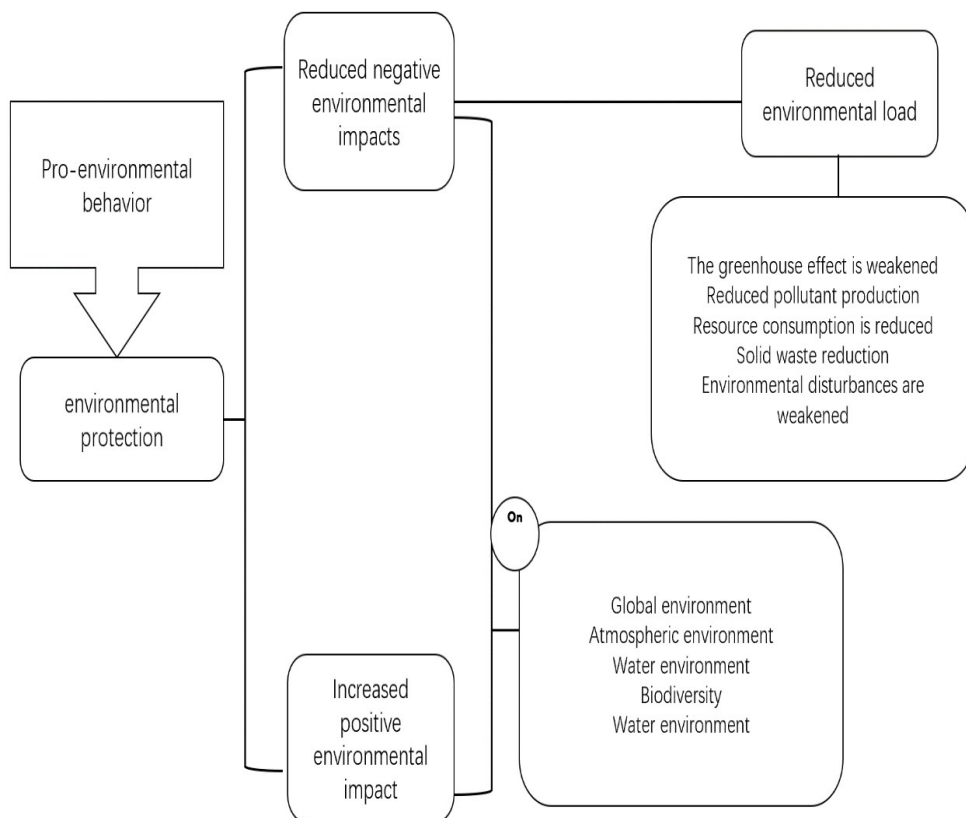 Pro-environmental
behavior
environmental
protection
Reduced negative
environmental
impacts
Increased
positive
environmental
impact
Reduced
environmental load
The greenhouse effect is weakened
Reduced pollutant production
Resource consumption is reduced
Solid waste reduction
Environmental disturbances are
weakened
On
Global environment
Atmospheric environment
Water environment
Biodiversity
Water environment